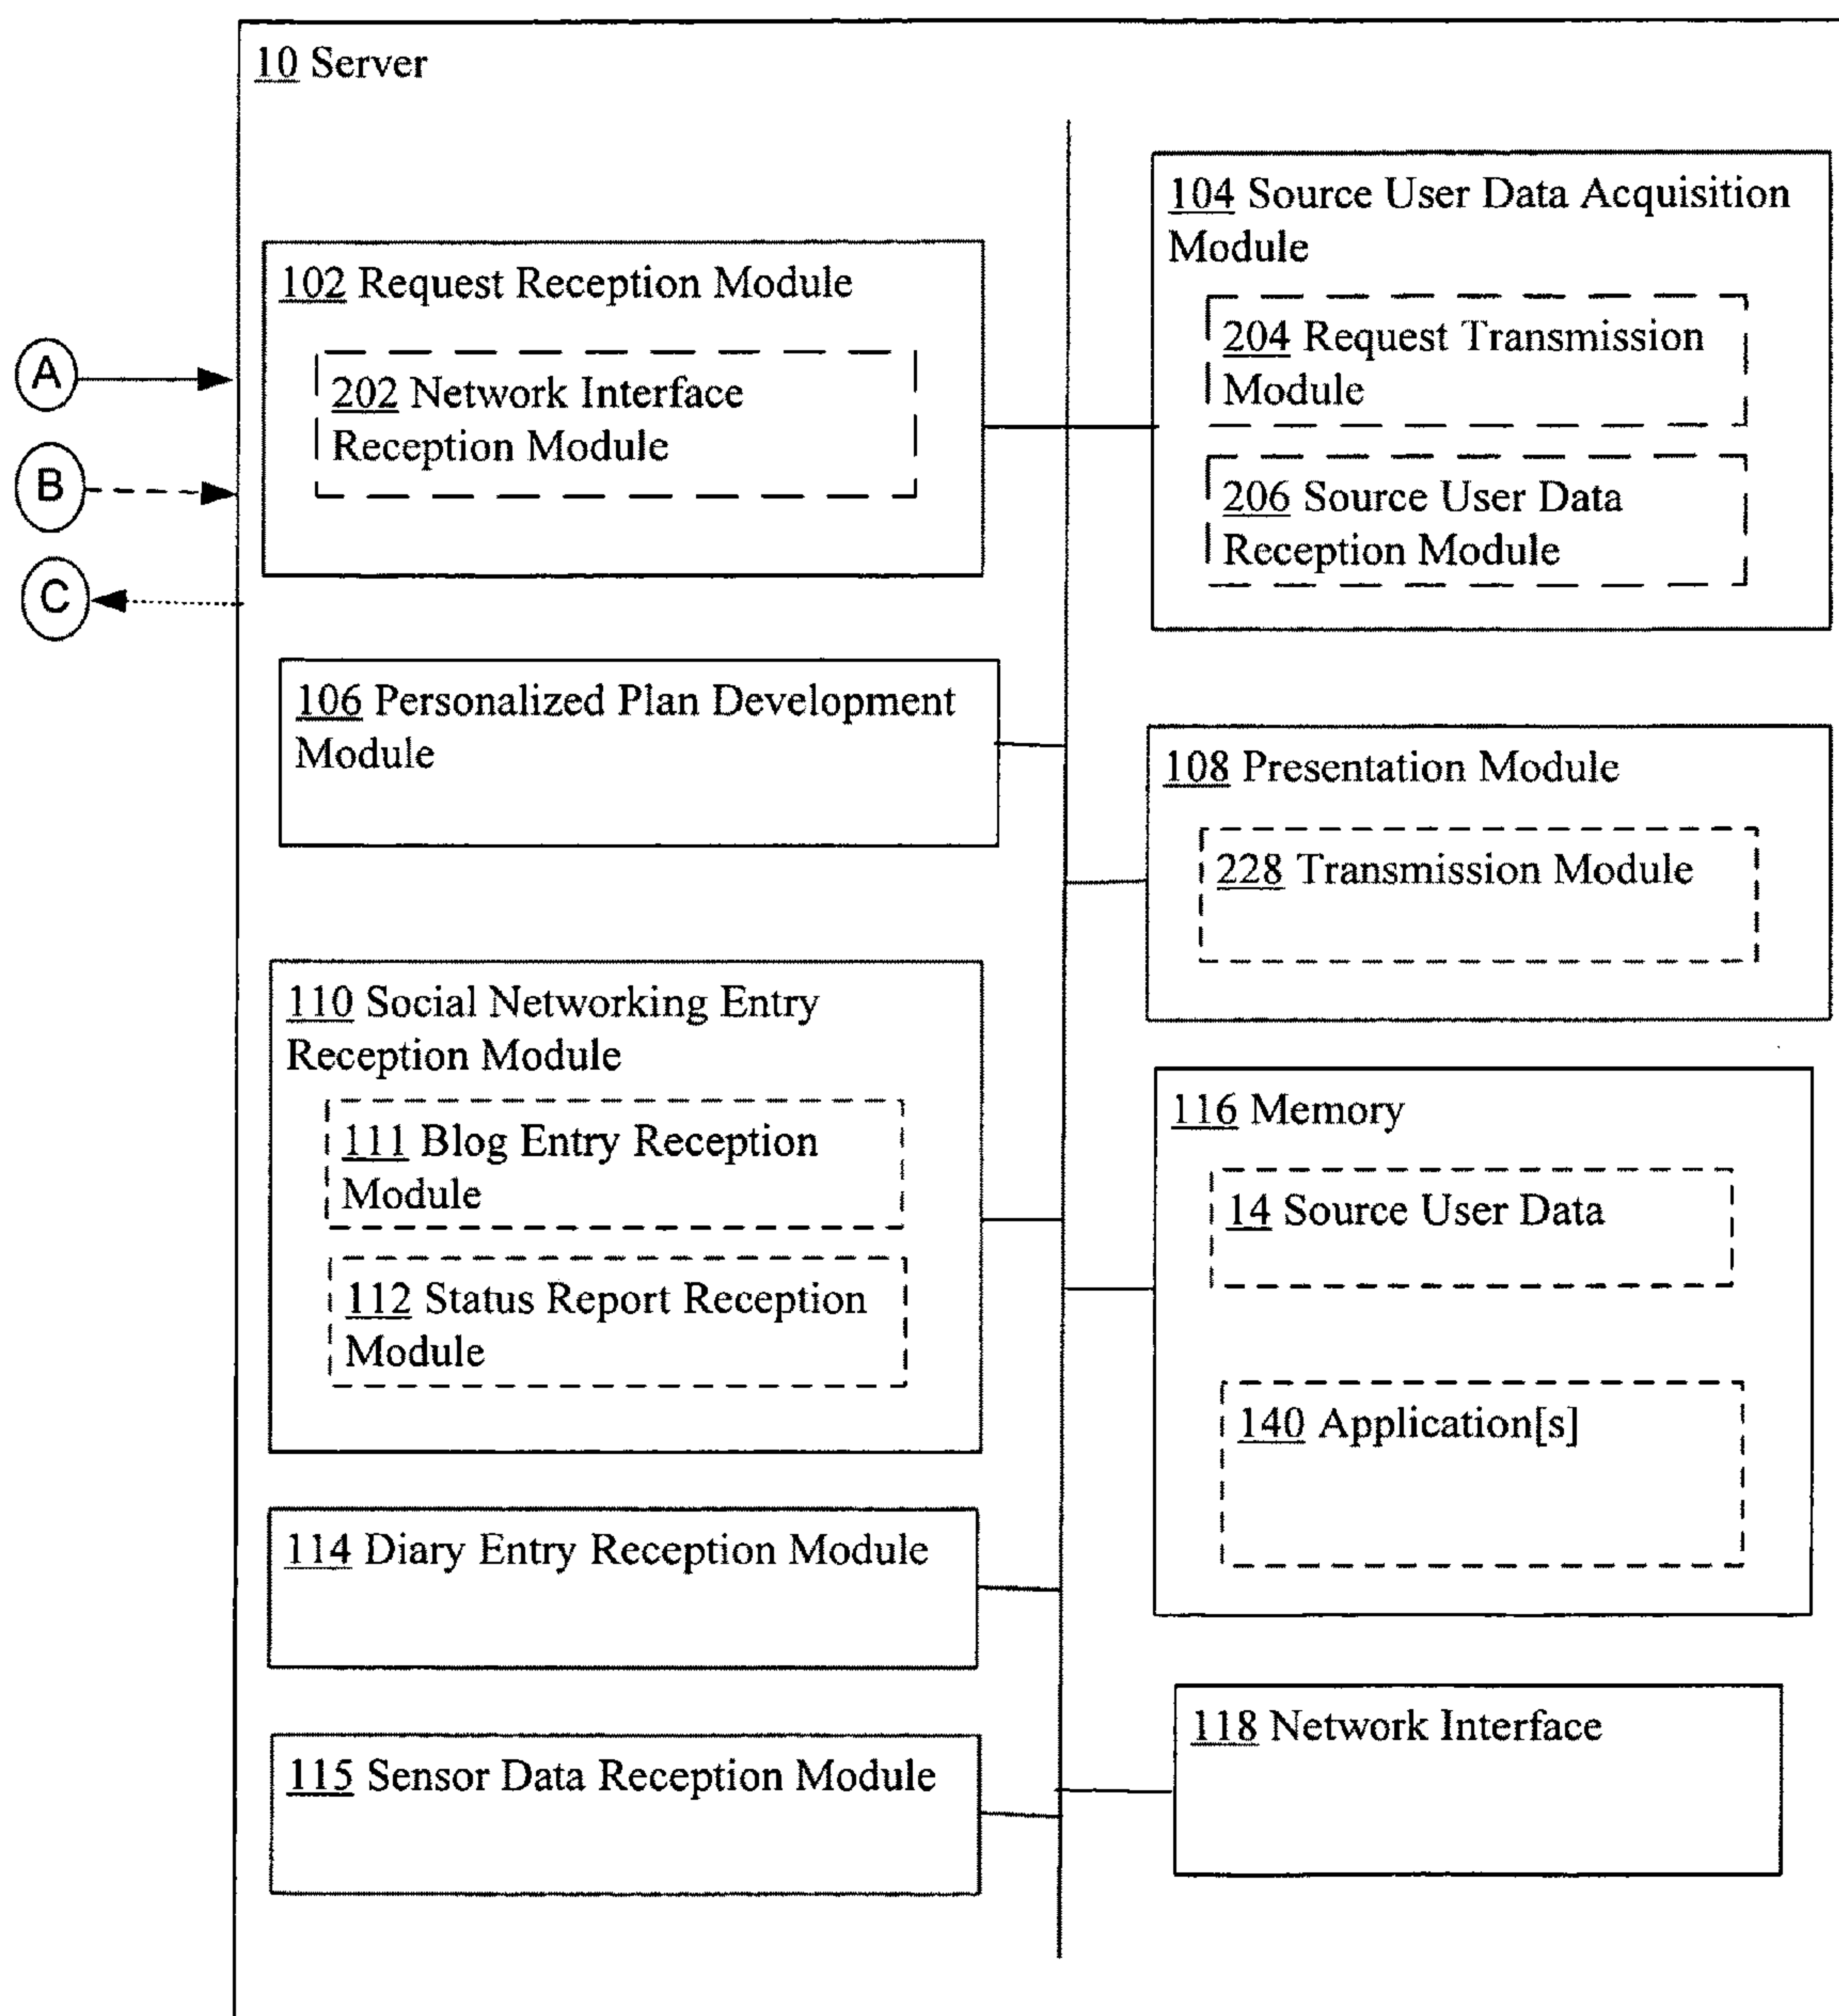 10 Server
A
B
C
102 Request Reception Module
202 Network Interface
Reception Module
104 Source User Data Acquisition
Module
204 Request Transmission
Module
206 Source User Data
Reception Module
106 Personalized Plan Development
Module
108 Presentation Module
228 Transmission Module
110 Social Networking Entry
Reception Module
111 Blog Entry Reception
Module
112 Status Report Reception
Module
116 Memory
14 Source User Data
140 Application[s]
114 Diary Entry Reception Module
115 Sensor Data Reception Module
118 Network Interface